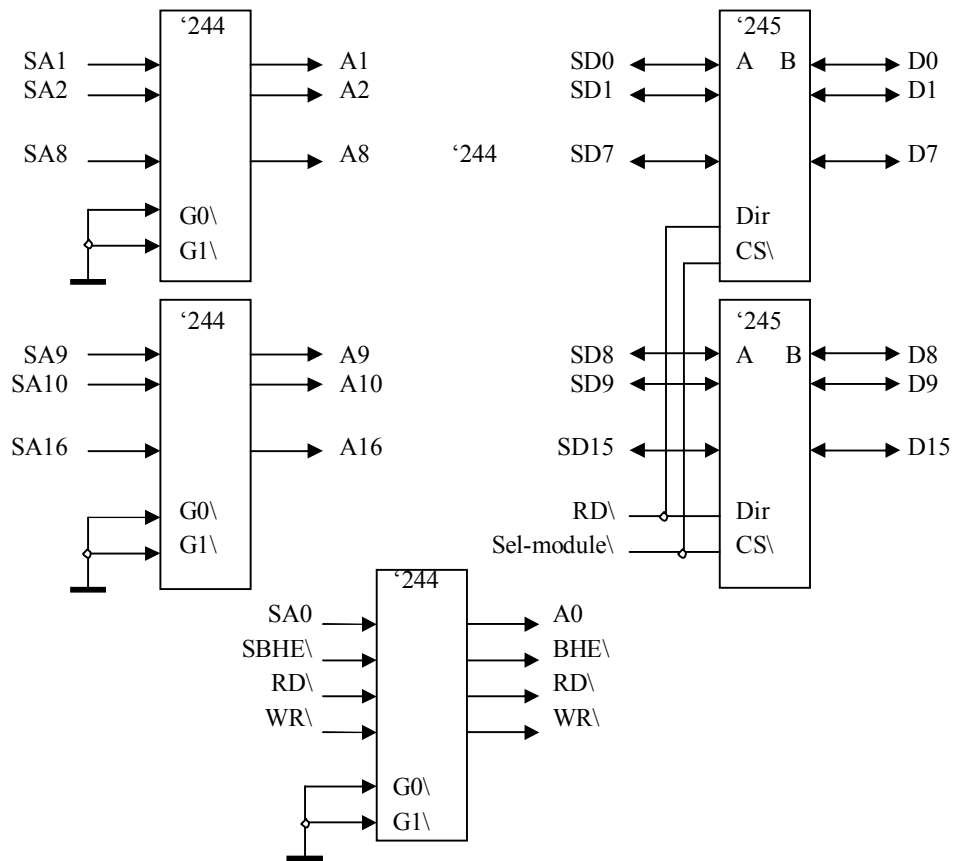 ‘244
SA1 A1
SA2 A2
SA8 A8
G0\
G1\
‘244
‘245
SD0 A B D0
SD1 D1
SD7 D7
Dir
CS\
‘244
SA9 A9
SA10 A10
SA16 A16
G0\
G1\
‘245
SD8 A B D8
SD9 D9
SD15 D15
RD\ Dir
Sel-module\ CS\
‘244
SA0 A0
SBHE\ BHE\
RD\ RD\
WR\ WR\
G0\
G1\